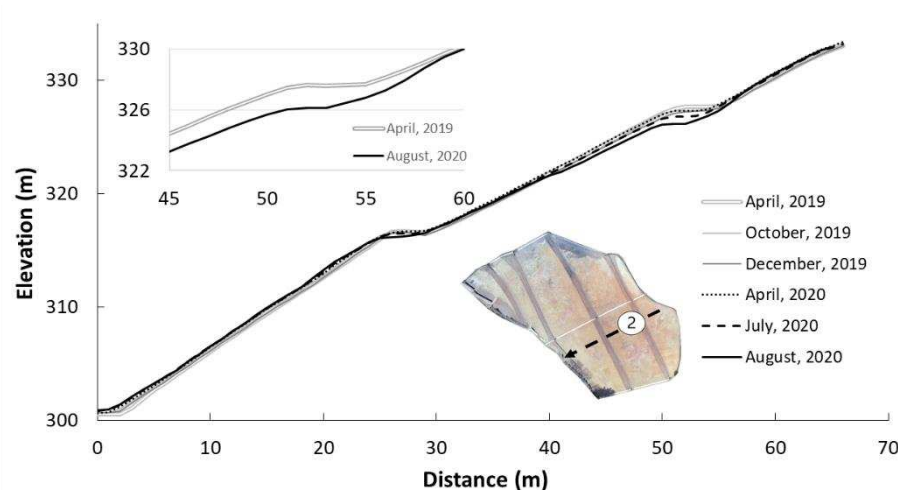 330
326
322
45
50
55
60
April, 2019
August, 2020
Elevation (m)
330
320
310
300
0
10
20
30
40
50
60
70
Distance (m)
April, 2019
October, 2019
December, 2019
April, 2020
July, 2020
August, 2020
2